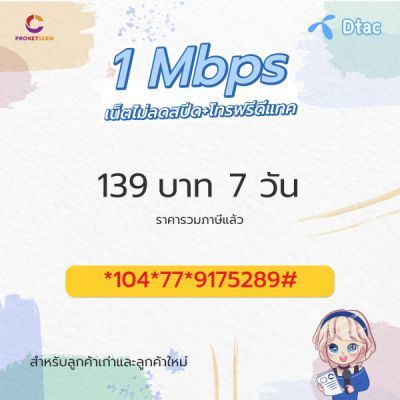 PRONETSERM
Dtac
1 Mbps
เน็ตไม่ลดสปีด+โทรฟรีดีแทค
139 บาท 7 วัน
ราคารวมภาษีแล้ว
*104*77*9175289#
สำหรับลูกค้าเก่าและลูกค้าใหม่